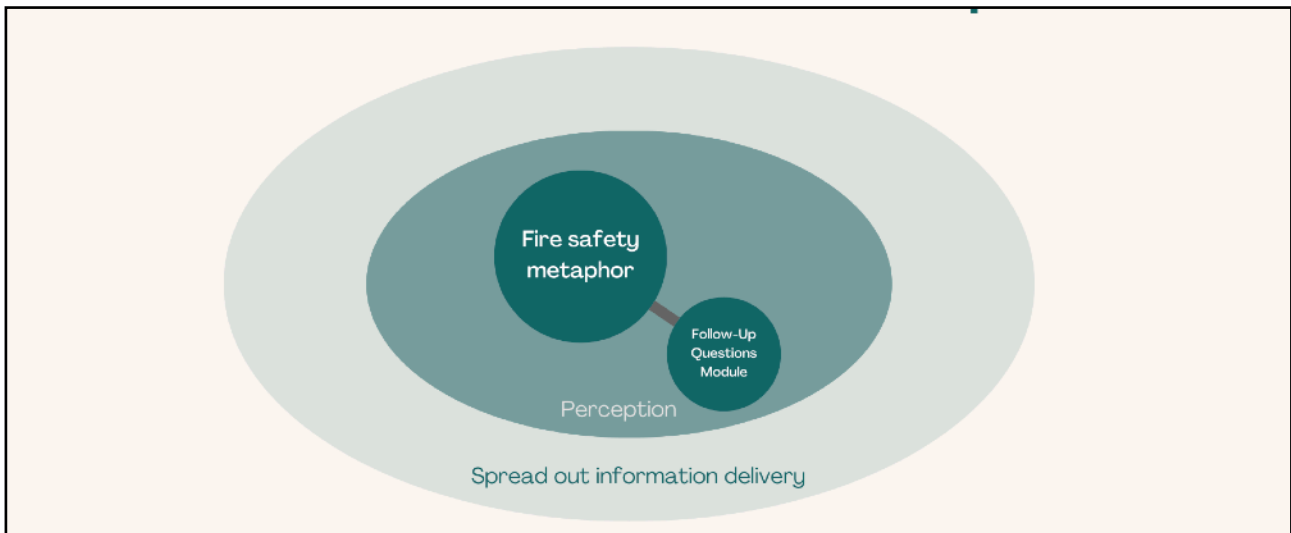 Fire safety
metaphor
Follow-Up
Questions
Module
Perception
Spread out information delivery